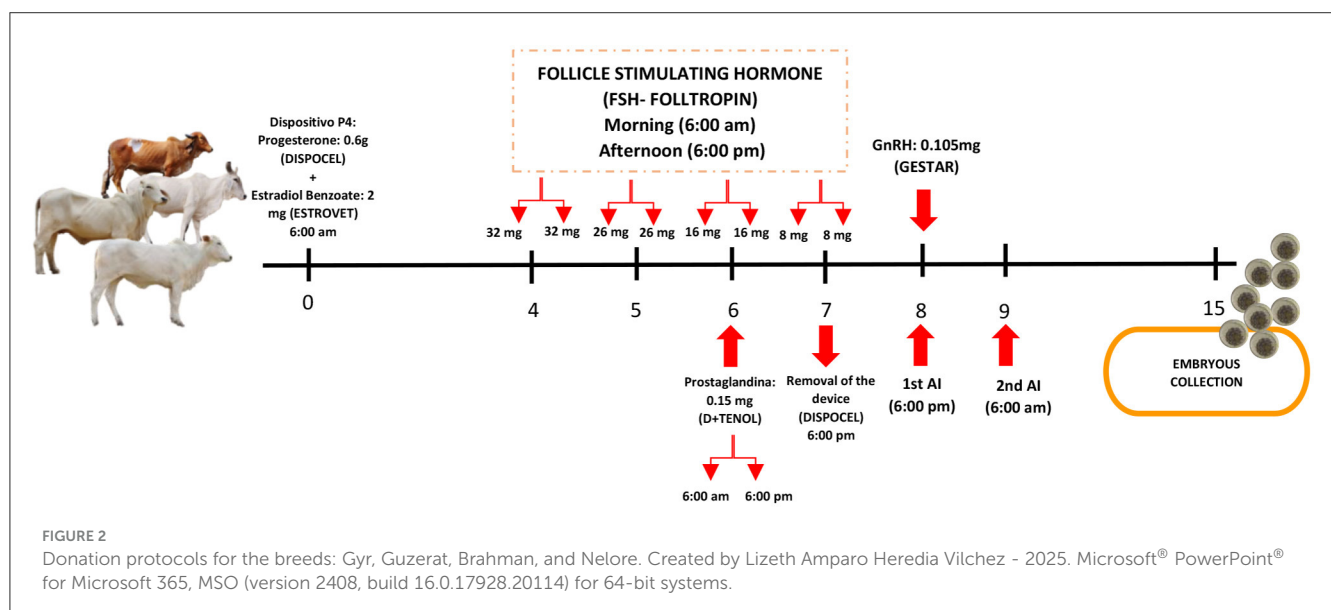 FOLLICLE STIMULATING HORMONE
(FSH- FOLLTROPIN)
Morning (6:00 am)
Afternoon (6:00 pm)
Dispositivo P4:
Progesterone: 0.6g
(DISPOCEL)
+
Estradiol Benzoate: 2
mg (ESTROVET)
6:00 am
GnRH: 0.105mg
(GESTAR)
32 mg 32 mg 26 mg 26 mg 16 mg 16 mg 8 mg 8 mg
0 4 5 6 7 8 9 15
Prostaglandina:
0.15 mg
(D+TENOL)
6:00 am 6:00 pm
Removal of the
device
(DISPOCEL)
6:00 pm
1st AI
(6:00 pm)
2nd AI
(6:00 am)
EMBRYOUS
COLLECTION
FIGURE 2
Donation protocols for the breeds: Gyr, Guzerat, Brahman, and Nelore. Created by Lizeth Amparo Heredia Vilchez - 2025. Microsoft® PowerPoint®
for Microsoft 365, MSO (version 2408, build 16.0.17928.20114) for 64-bit systems.